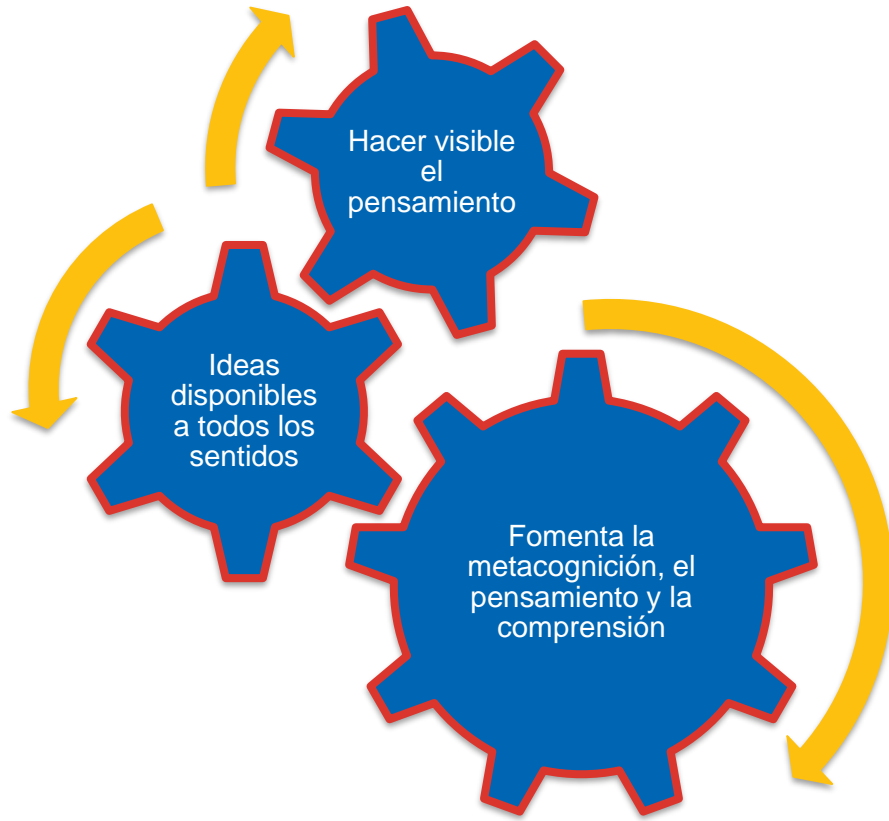 Hacer visible
el
pensamiento
Ideas
disponibles
a todos los
sentidos
Fomenta la
metacognición, el
pensamiento y la
comprensión